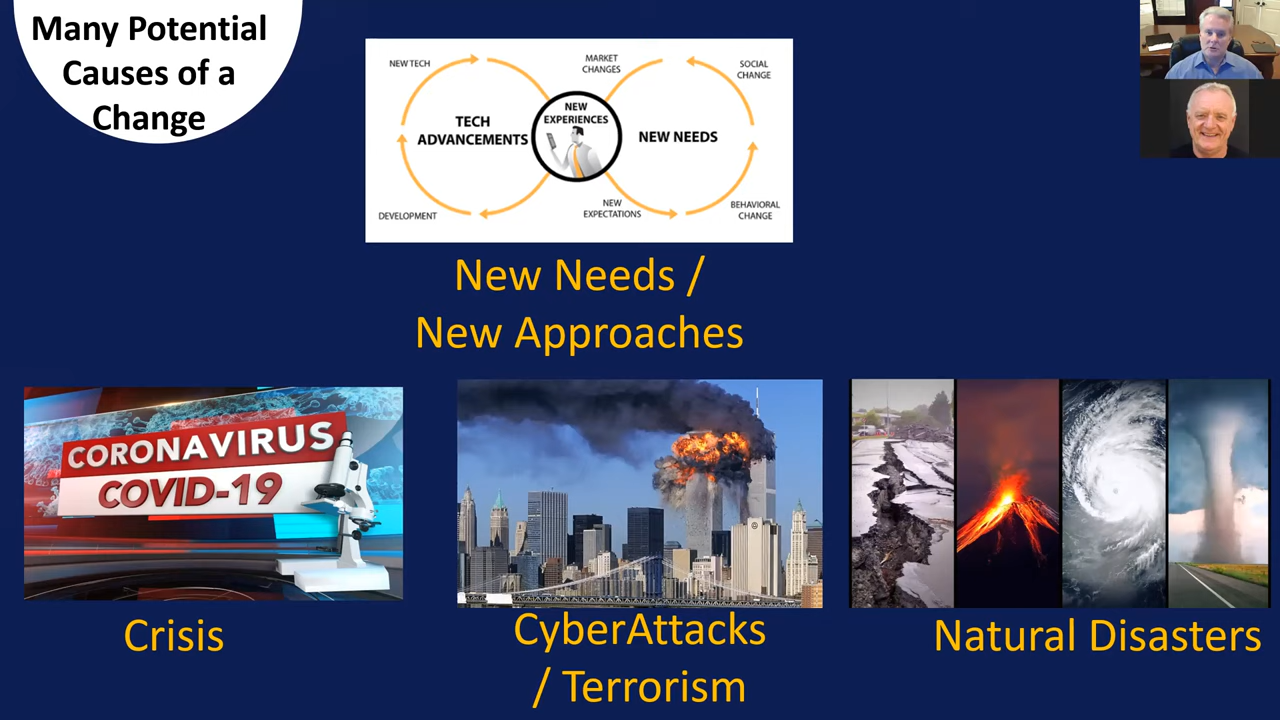 Many Potential
Causes of a
Change
NEW TECH
MARKET
CHANGES
SOCIAL
CHANGE
TECH
ADVANCEMENTS
NEW
EXPERIENCES
NEW NEEDS
DEVELOPMENT
NEW
EXPECTATIONS
BEHAVIORAL
CHANGE
New Needs /
New Approaches
CORONAVIRUS
COVID-19
Crisis
CyberAttacks
/ Terrorism
Natural Disasters